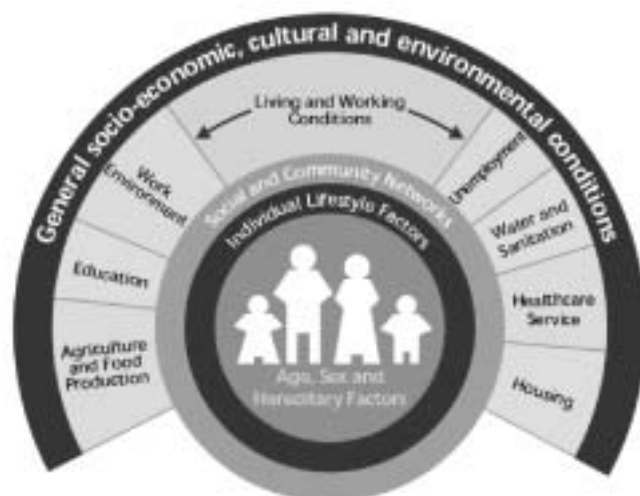 General socio-economic, cultural and environmental conditions
Living and Working
Conditions
Work
Environment
Education
Agriculture
and Food
Production
Unemployment
Water and
Sanitation
Healthcare
Service
Housing
Social and Community Networks
Individual Lifestyle Factors
Age, Sex and
Hereditary Factors